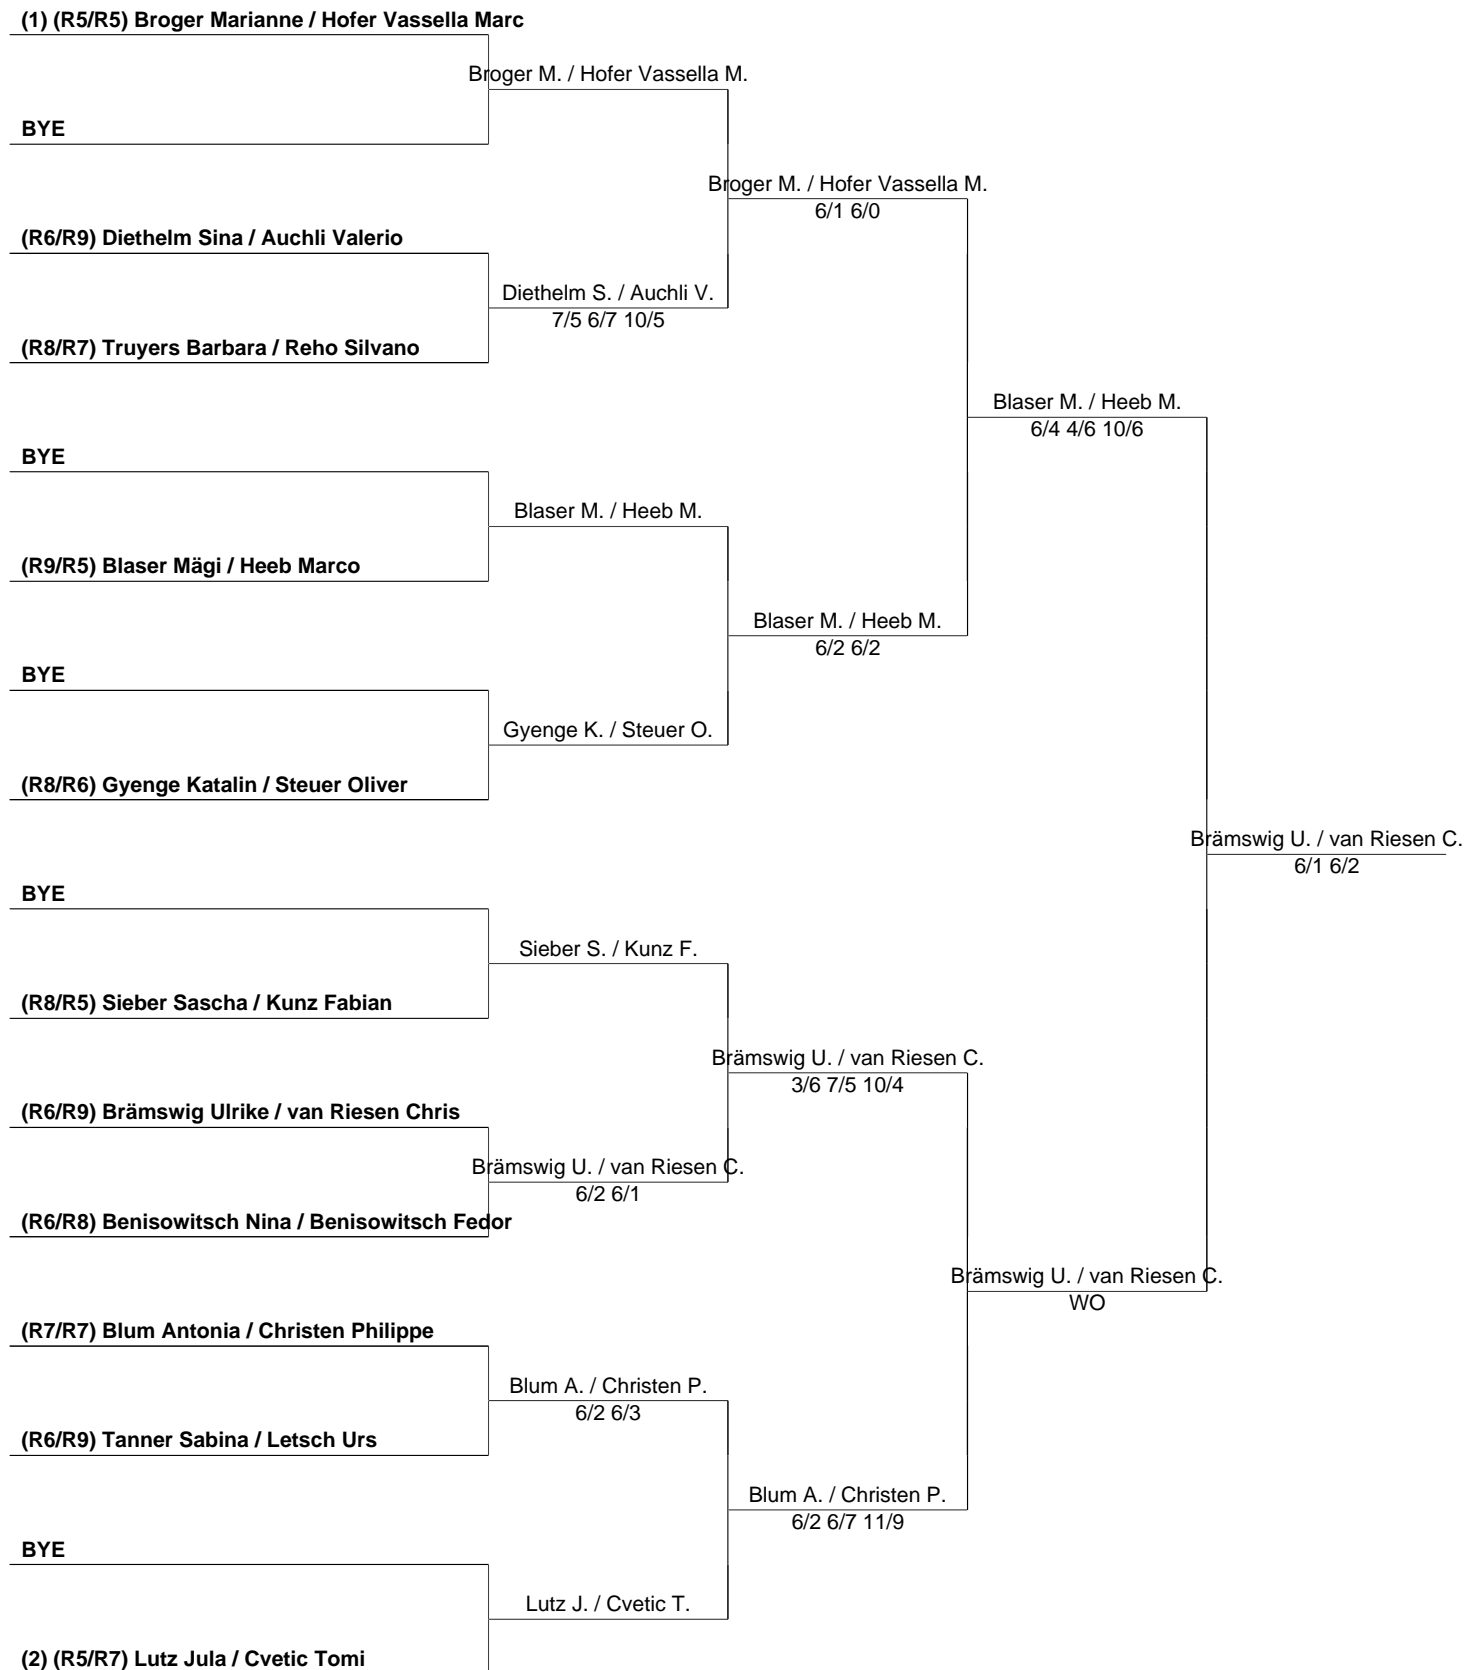 (1) (R5/R5) Broger Marianne / Hofer Vassella Marc
Broger M. / Hofer Vassella M.
BYE
Broger M. / Hofer Vassella M.
6/1 6/0
(R6/R9) Diethelm Sina / Auchli Valerio
Diethelm S. / Auchli V.
7/5 6/7 10/5
(R8/R7) Truyers Barbara / Reho Silvano
Blaser M. / Heeb M.
6/4 4/6 10/6
BYE
Blaser M. / Heeb M.
(R9/R5) Blaser Mägi / Heeb Marco
Blaser M. / Heeb M.
6/2 6/2
BYE
Gyenge K. / Steuer O.
(R8/R6) Gyenge Katalin / Steuer Oliver
Brämswig U. / van Riesen C.
6/1 6/2
BYE
Sieber S. / Kunz F.
(R8/R5) Sieber Sascha / Kunz Fabian
Brämswig U. / van Riesen C.
3/6 7/5 10/4
(R6/R9) Brämswig Ulrike / van Riesen Chris
Brämswig U. / van Riesen C.
6/2 6/1
(R6/R8) Benisowitsch Nina / Benisowitsch Fedor
Brämswig U. / van Riesen C.
WO
(R7/R7) Blum Antonia / Christen Philippe
Blum A. / Christen P.
6/2 6/3
(R6/R9) Tanner Sabina / Letsch Urs
Blum A. / Christen P.
6/2 6/7 11/9
BYE
Lutz J. / Cvetic T.
(2) (R5/R7) Lutz Jula / Cvetic Tomi